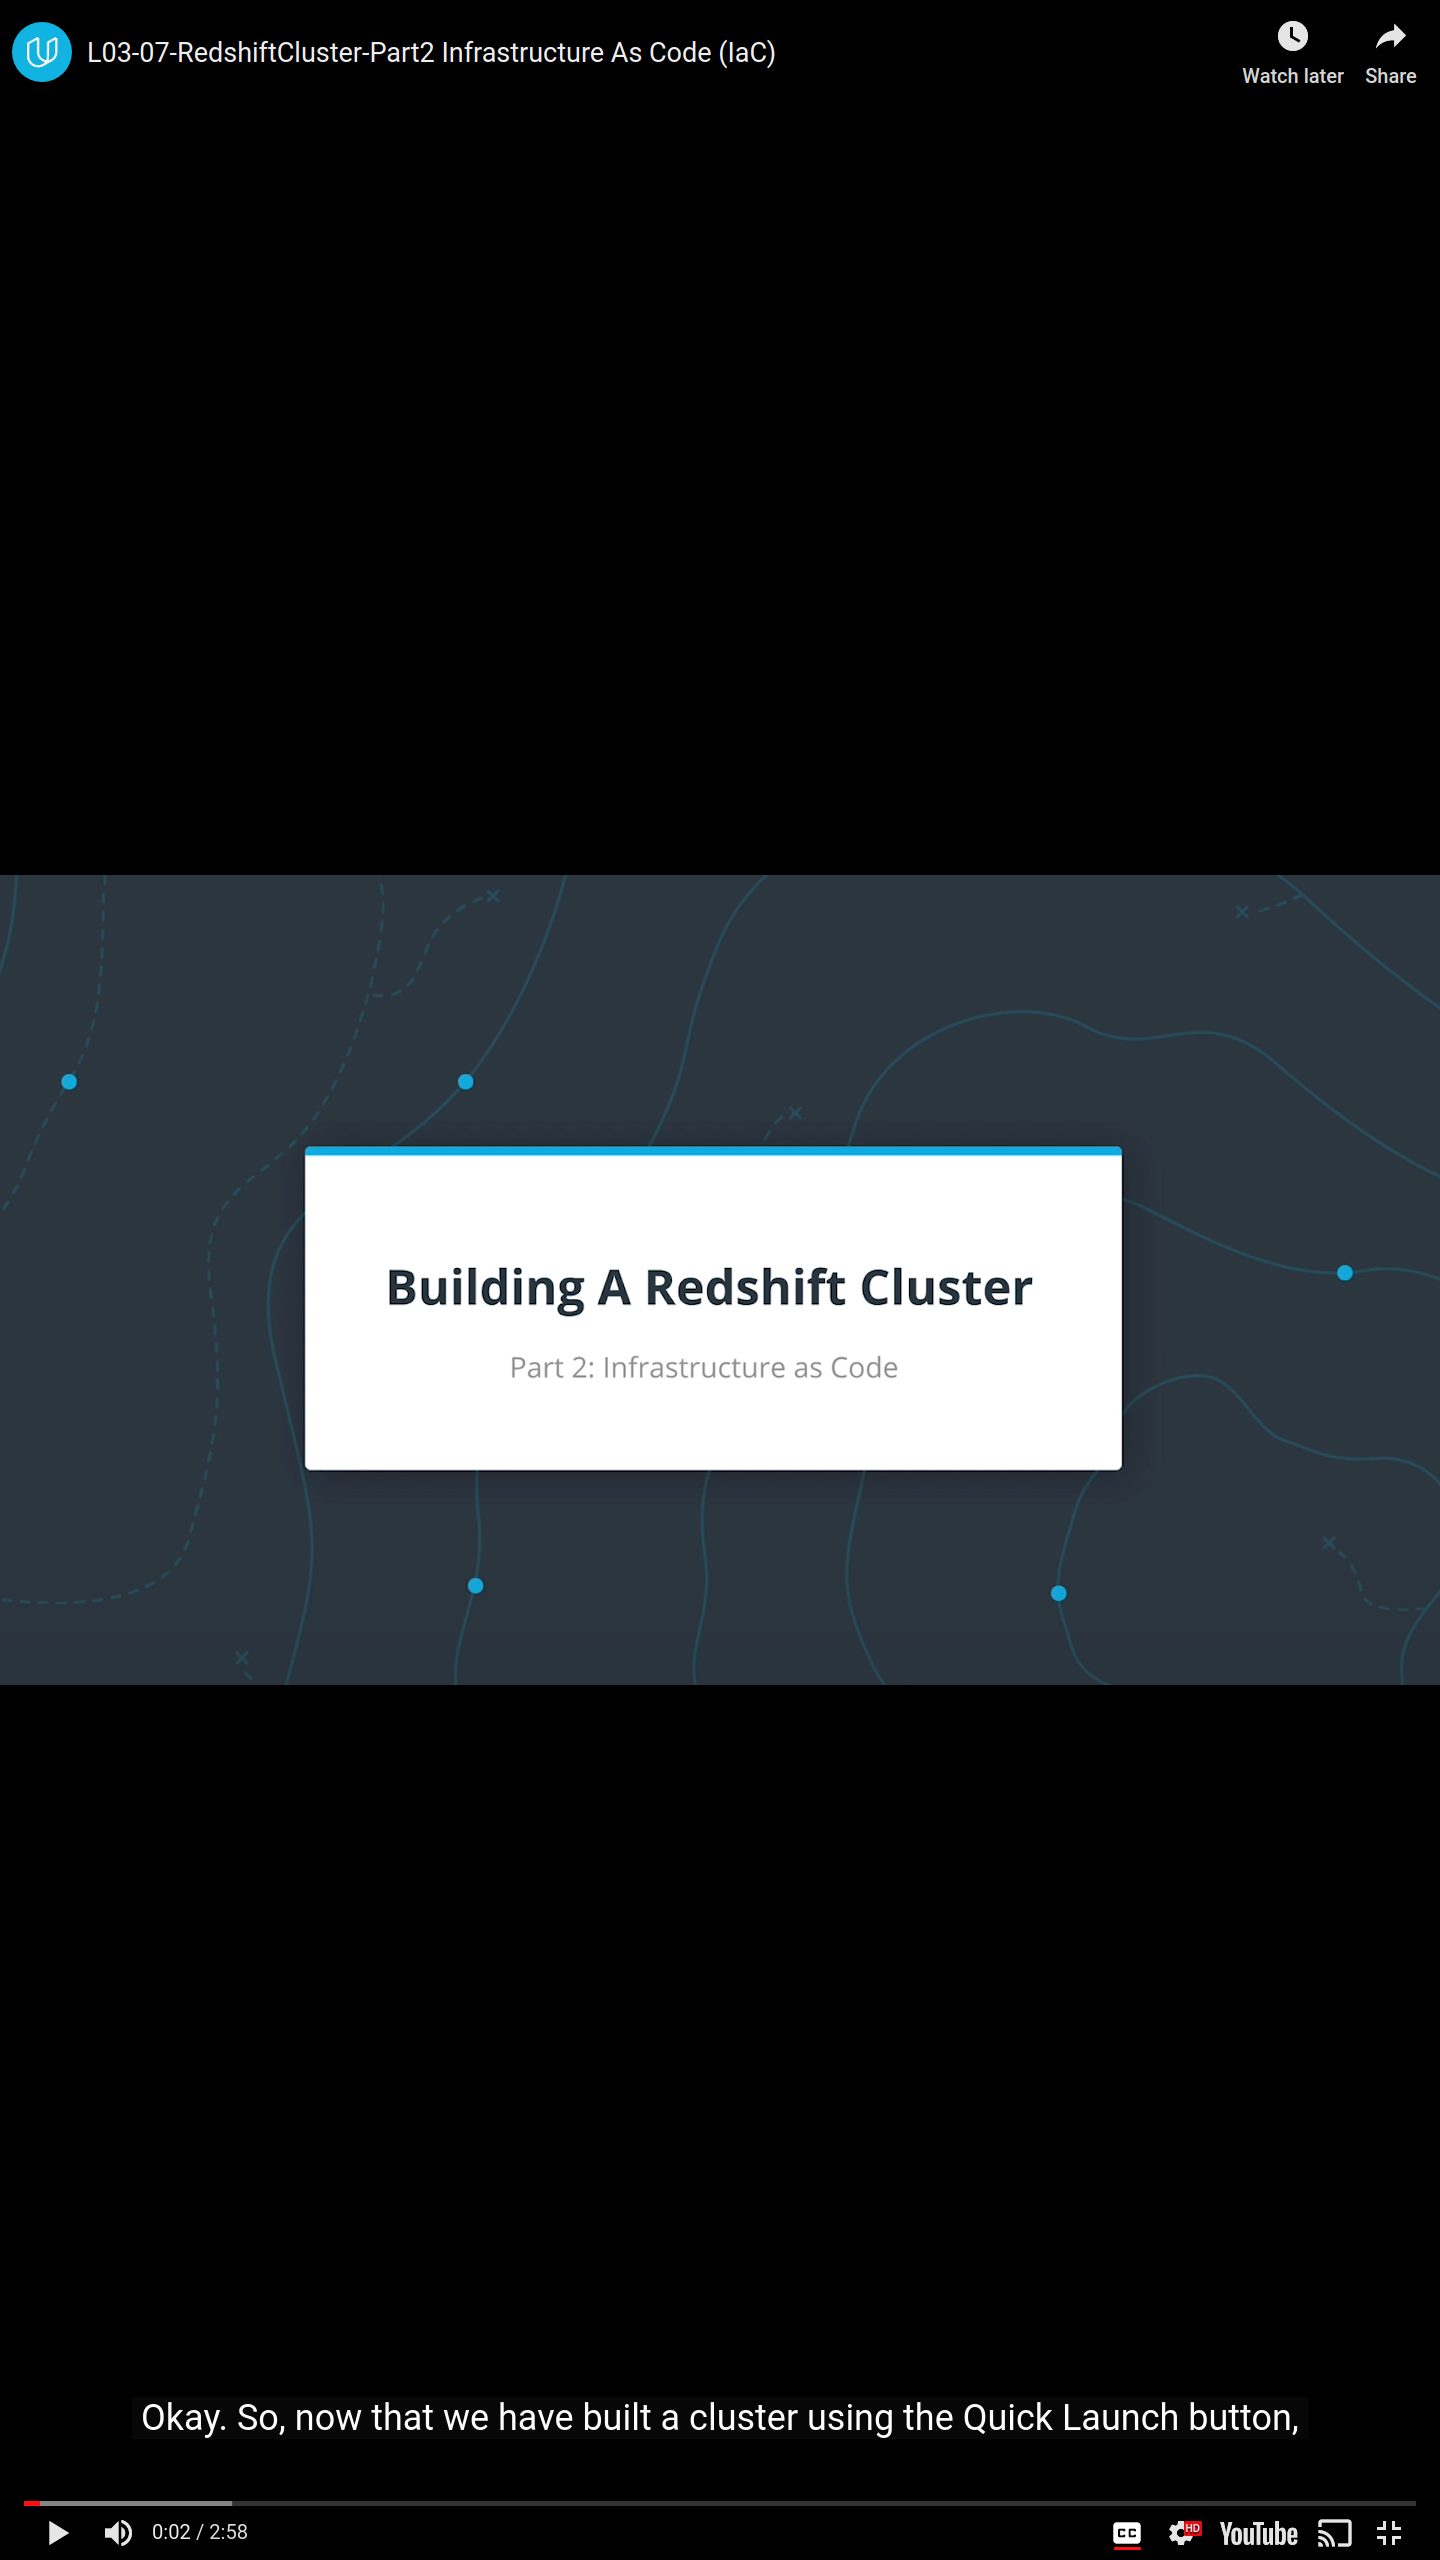 L03-07-RedshiftCluster-Part2 Infrastructure As Code (IaC)
Watch later
Share
Building A Redshift Cluster
Part 2: Infrastructure as Code
Okay. So, now that we have built a cluster using the Quick Launch button,
0:02 / 2:58
CC
HD
YouTube